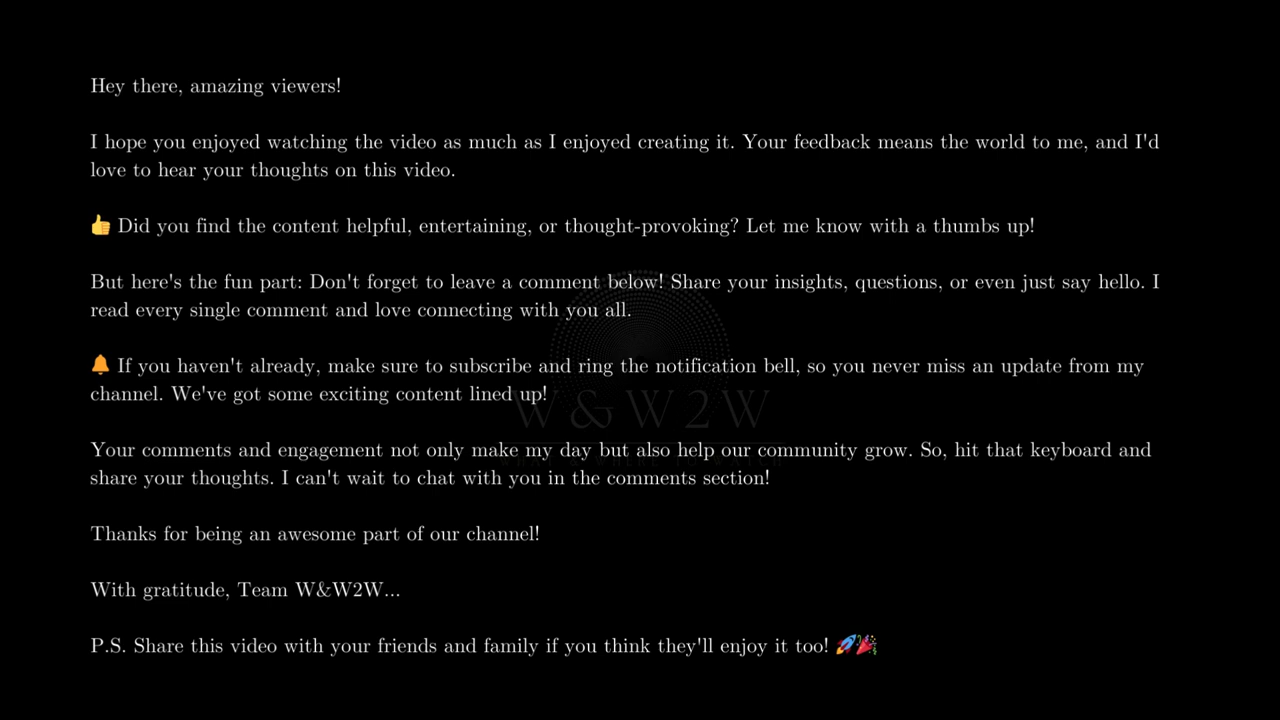 Hey there, amazing viewers!
I hope you enjoyed watching the video as much as I enjoyed creating it. Your feedback means the world to me, and I'd
love to hear your thoughts on this video.
👍 Did you find the content helpful, entertaining, or thought-provoking? Let me know with a thumbs up!
But here's the fun part: Don't forget to leave a comment below! Share your insights, questions, or even just say hello. I
read every single comment and love connecting with you all.
🔔 If you haven't already, make sure to subscribe and ring the notification bell, so you never miss an update from my
channel. We've got some exciting content lined up!
W&W2W
Your comments and engagement not only make my day but also help our community grow. So, hit that keyboard and
share your thoughts. I can't wait to chat with you in the comments section!
Thanks for being an awesome part of our channel!
With gratitude, Team W&W2W...
P.S. Share this video with your friends and family if you think they'll enjoy it too! 🚀🎉